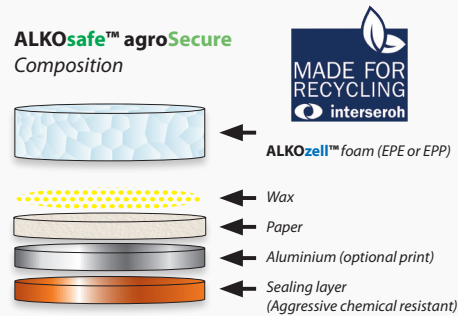 ALKOsafe™ agroSecure
Composition
MADE FOR
RECYCLING
interseroh
ALKOzell™ foam (EPE or EPP)
Wax
Paper
Aluminium (optional print)
Sealing layer
(Aggressive chemical resistant)